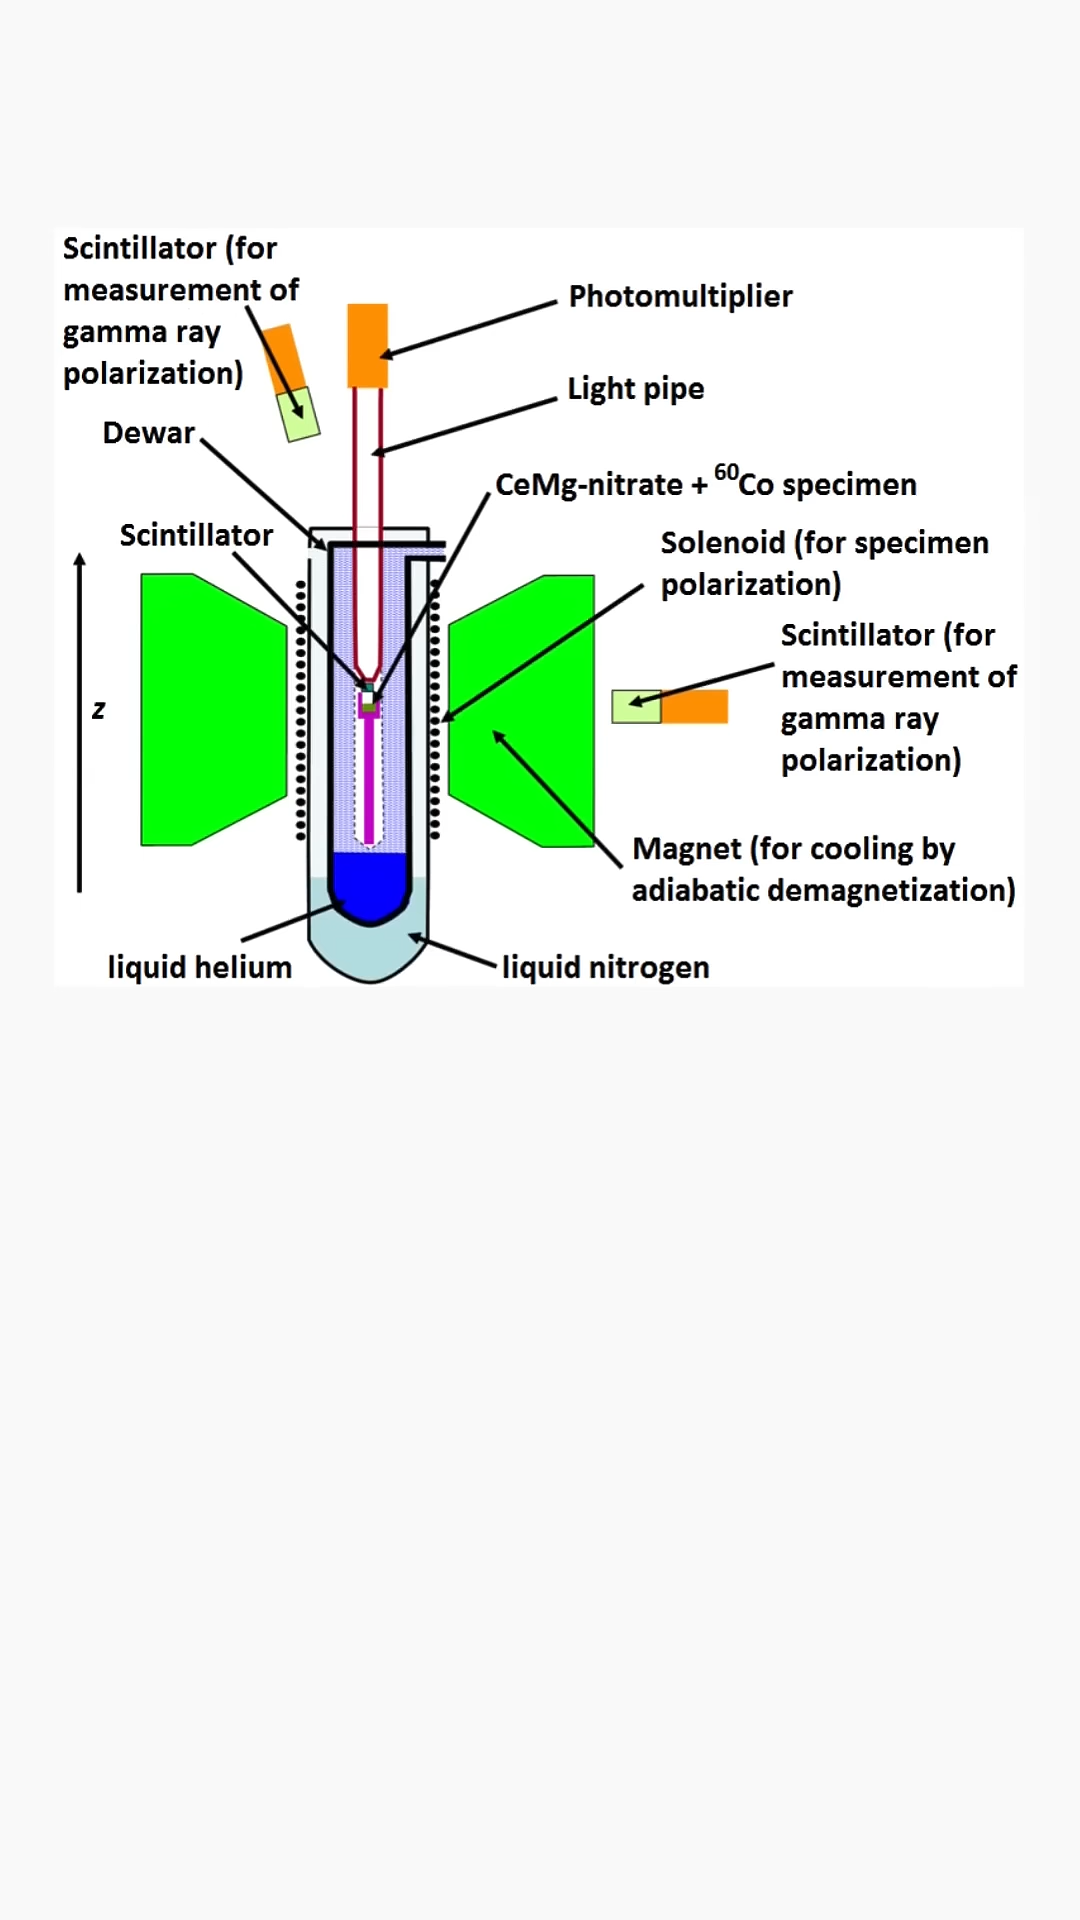 Scintillator (for
measurement of
gamma ray
polarization)
Photomultiplier
Light pipe
Dewar
CeMg-nitrate + ⁶⁰Co specimen
Scintillator
Solenoid (for specimen
polarization)
Scintillator (for
measurement of
gamma ray
polarization)
z
Magnet (for cooling by
adiabatic demagnetization)
liquid helium
liquid nitrogen